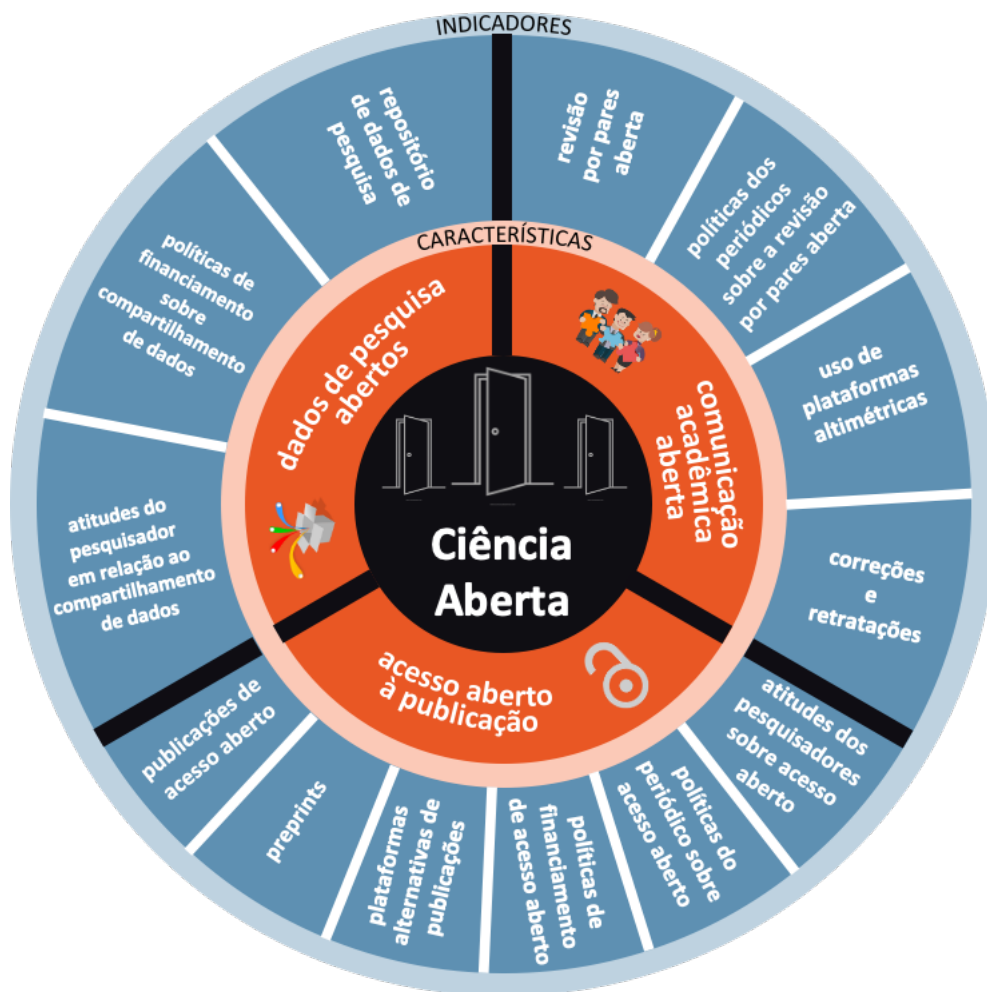 INDICADORES
CARACTERÍSTICAS
Ciência
Aberta
dados de pesquisa
abertos
comunicação
acadêmica
aberta
acesso aberto
à publicação
repositório
de dados de
pesquisa
revisão
por pares
aberta
políticas dos
periódicos
sobre a revisão
por pares aberta
uso de
plataformas
altimétricas
correções
e
retratações
atitudes dos
pesquisadores
sobre acesso
aberto
políticas do
periódico sobre
acesso aberto
políticas de
financiamento
de acesso aberto
plataformas
alternativas de
publicações
preprints
publicações de
acesso aberto
atitudes do
pesquisador
em relação ao
compartilhamento
de dados
políticas de
financiamento
sobre
compartilhamento
de dados